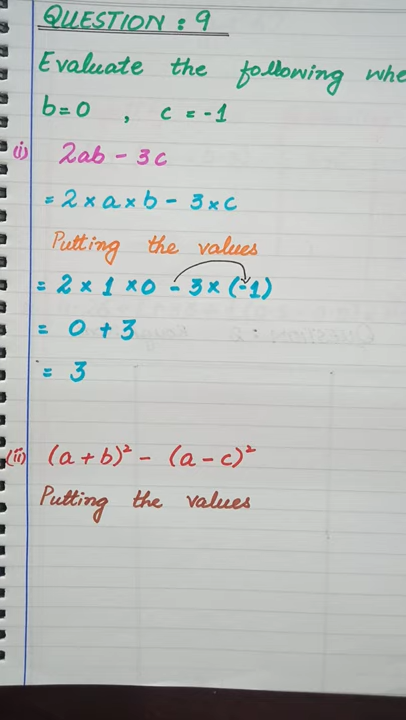 QUESTION : 9
Evaluate the following whe
b=0 , c = -1
(i) 2ab - 3c
= 2 × a × b - 3 × c
Putting the values
= 2 × 1 × 0 - 3 × (-1)
= 0 + 3
= 3
(ii) (a + b)² - (a - c)²
Putting the values